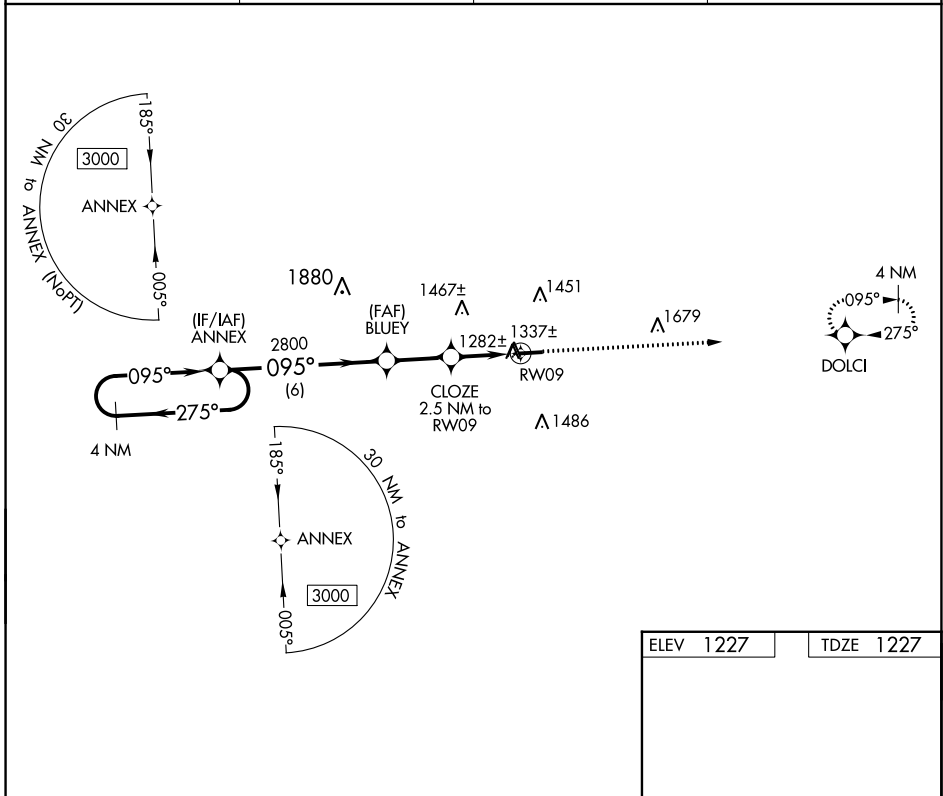 185°
30 NM to ANNEX (NoPT)
3000
ANNEX
005°
1880
1467±
1451
4 NM
095°
275°
DOLCI
(IF/IAF)
ANNEX
(FAF)
BLUEY
1679
2800
095°
(6)
1282±
1337±
RW09
CLOZE
2.5 NM to
RW09
095°
275°
4 NM
1486
185°
30 NM to ANNEX
ANNEX
3000
005°
ELEV 1227
TDZE 1227